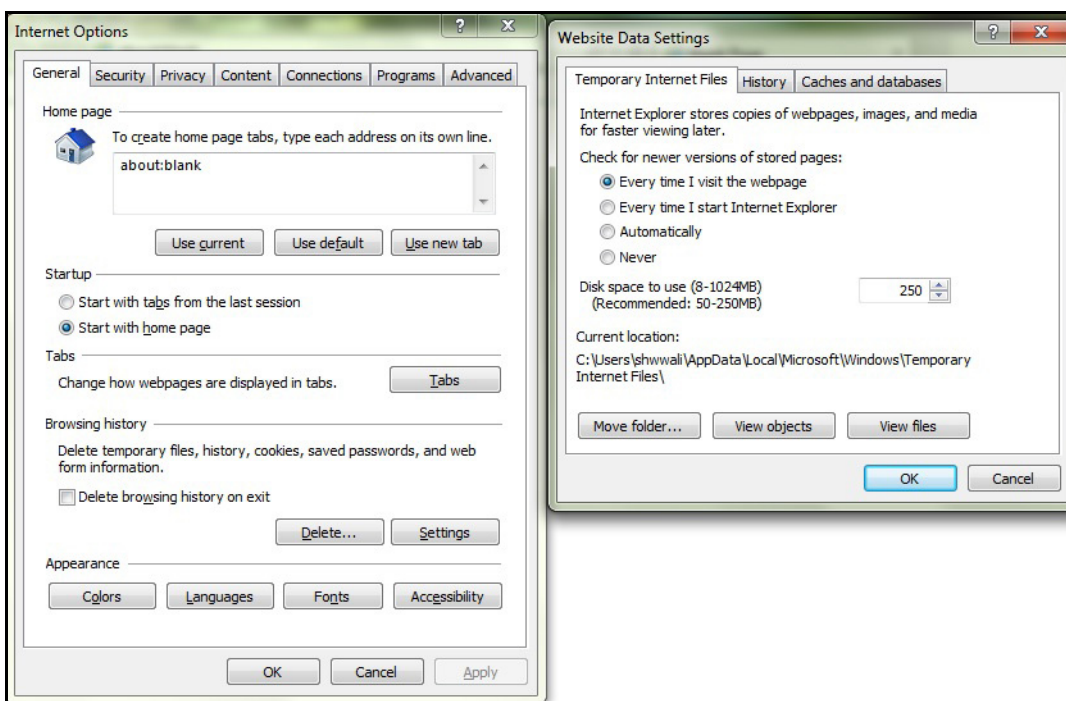 Internet Options
? X
General Security Privacy Content Connections Programs Advanced
Home page
To create home page tabs, type each address on its own line.
about:blank
Use current Use default Use new tab
Startup
Start with tabs from the last session
Start with home page
Tabs
Change how webpages are displayed in tabs.
Tabs
Browsing history
Delete temporary files, history, cookies, saved passwords, and web
form information.
Delete browsing history on exit
Delete... Settings
Appearance
Colors Languages Fonts Accessibility
OK Cancel Apply
Website Data Settings
? X
Temporary Internet Files History Caches and databases
Internet Explorer stores copies of webpages, images, and media
for faster viewing later.
Check for newer versions of stored pages:
Every time I visit the webpage
Every time I start Internet Explorer
Automatically
Never
Disk space to use (8-1024MB)
(Recommended: 50-250MB)
250
Current location:
C:\Users\shwwali\AppData\Local\Microsoft\Windows\Temporary
Internet Files\
Move folder... View objects View files
OK Cancel